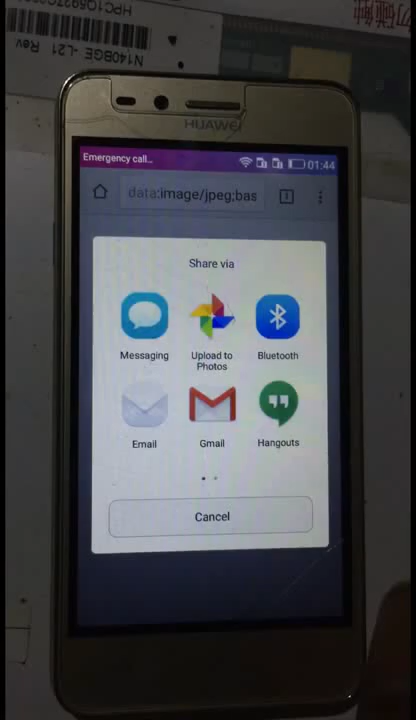 N140BGE-L21 Rev
HUAWEI
Emergency call...
01:44
data:image/jpeg;bas
1
Share via
Messaging
Upload to
Photos
Bluetooth
Email
Gmail
Hangouts
Cancel